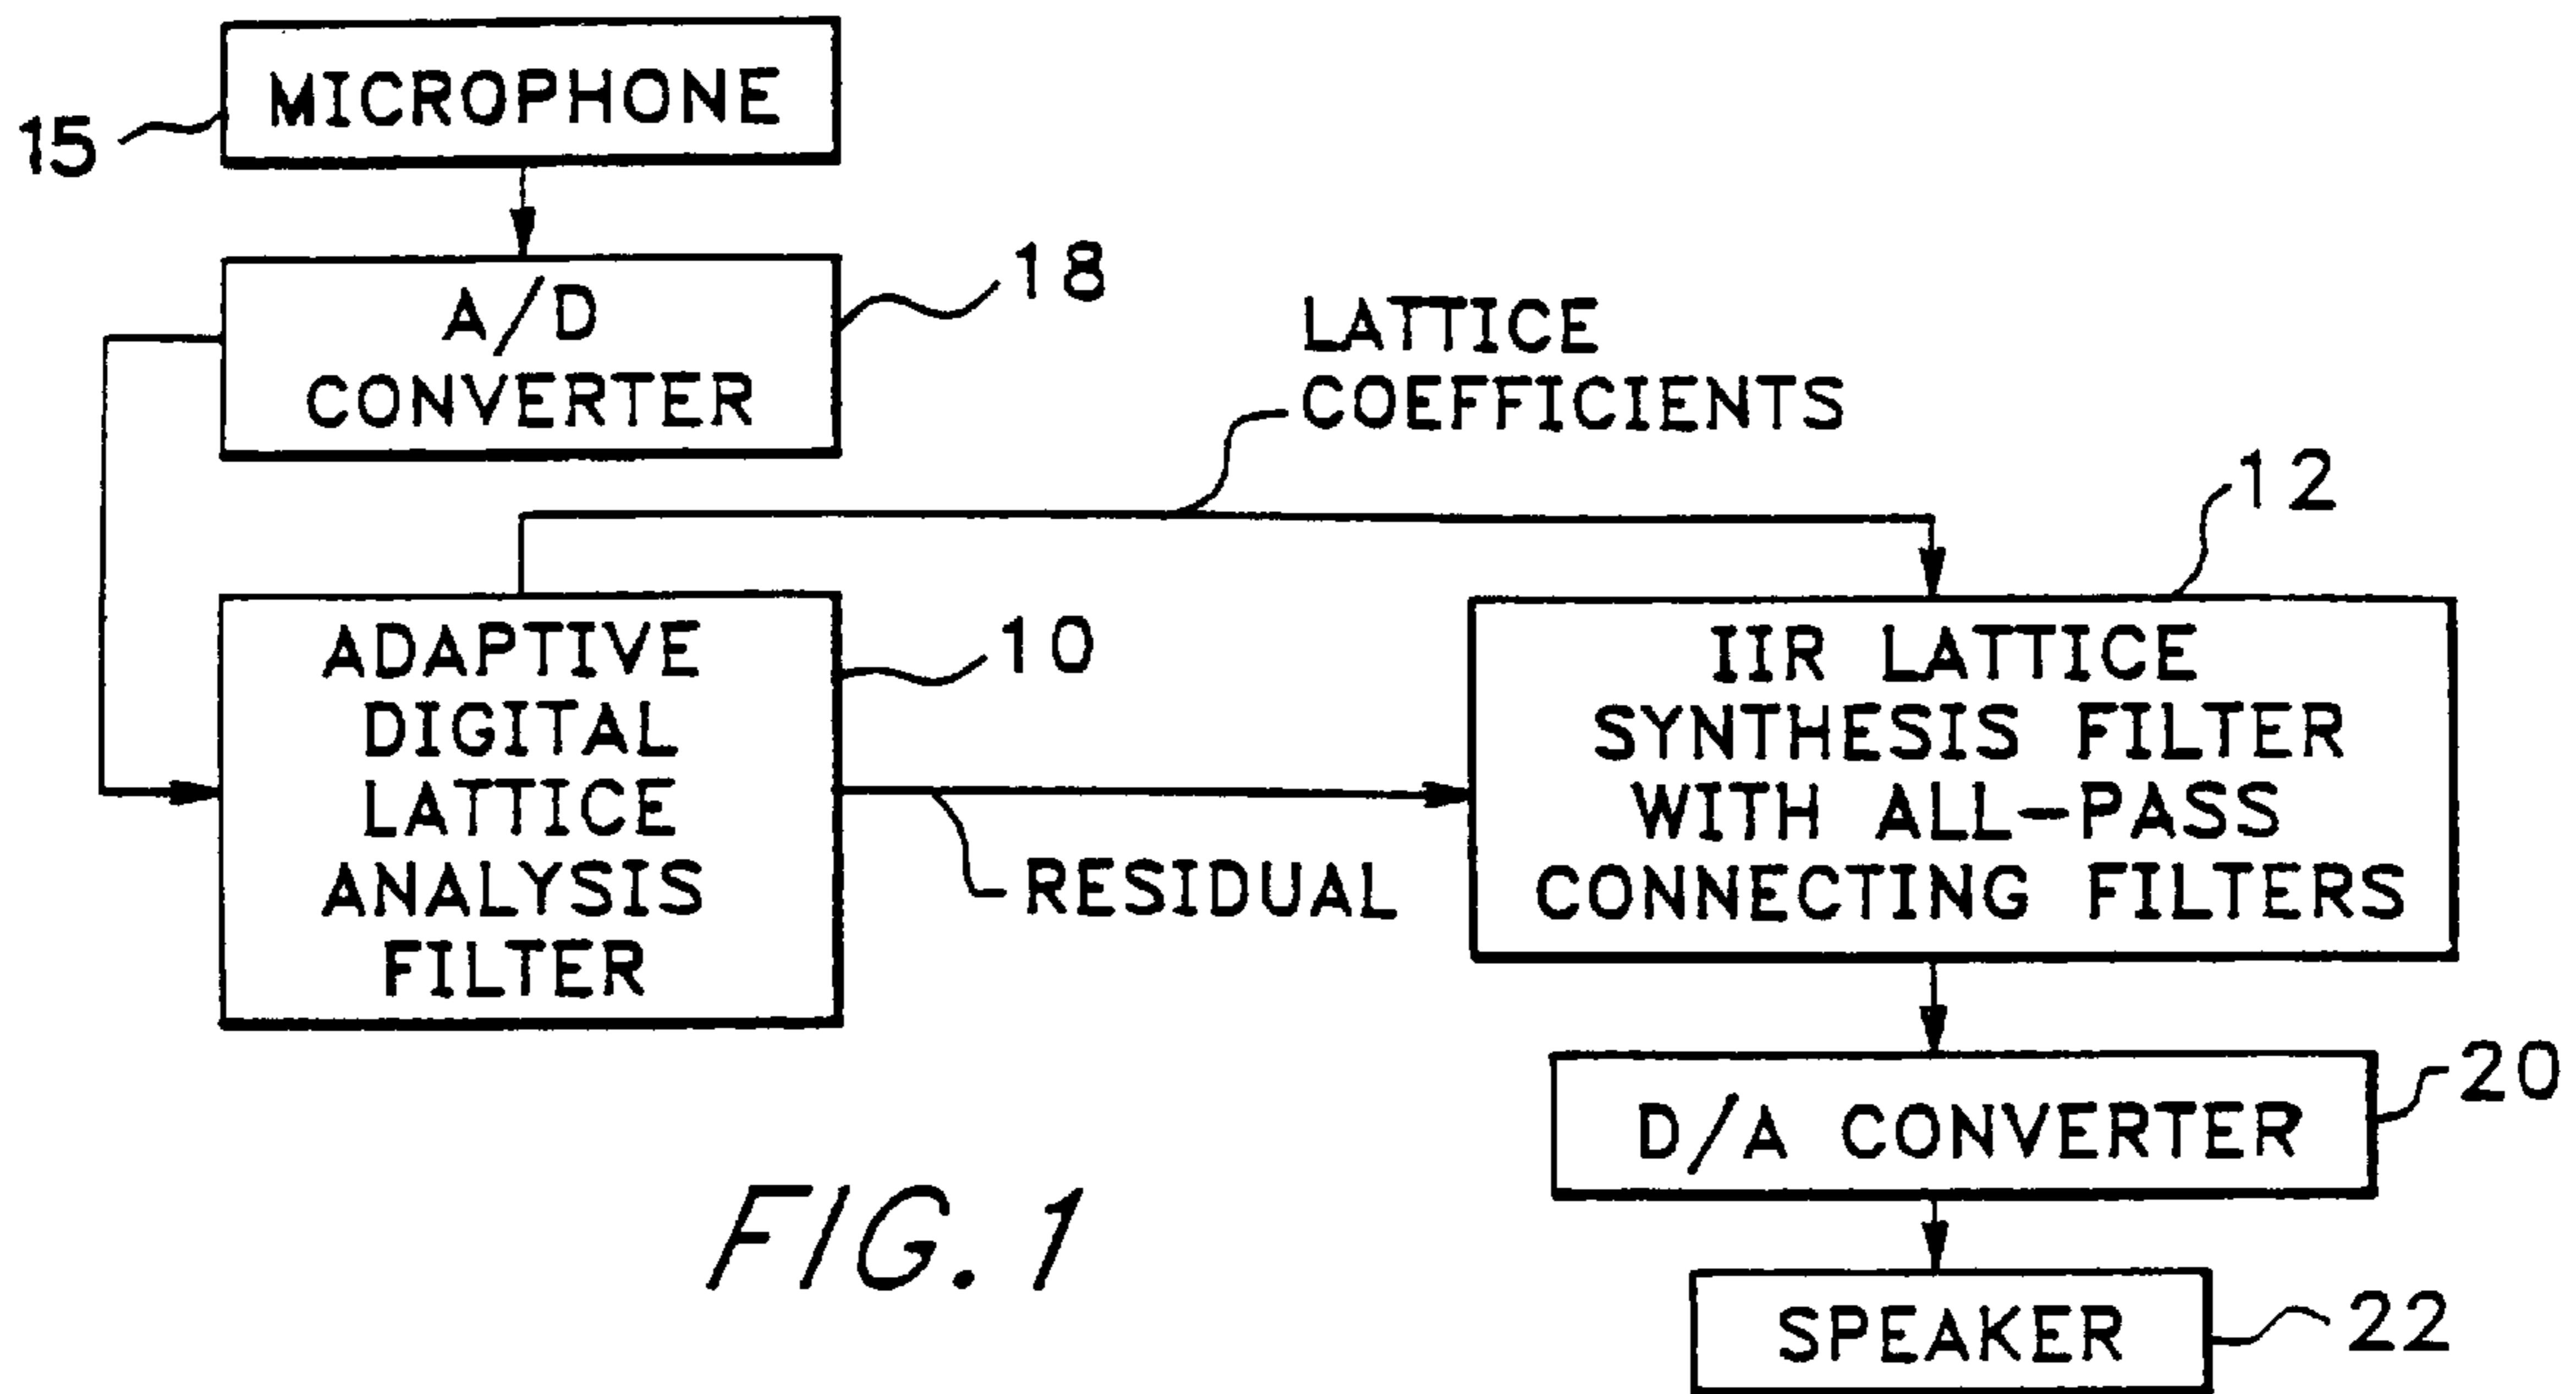 MICROPHONE
15
A/D
CONVERTER
18
LATTICE
COEFFICIENTS
12
ADAPTIVE
DIGITAL
LATTICE
ANALYSIS
FILTER
10
RESIDUAL
IIR LATTICE
SYNTHESIS FILTER
WITH ALL-PASS
CONNECTING FILTERS
D/A CONVERTER
20
SPEAKER
22
FIG. 1